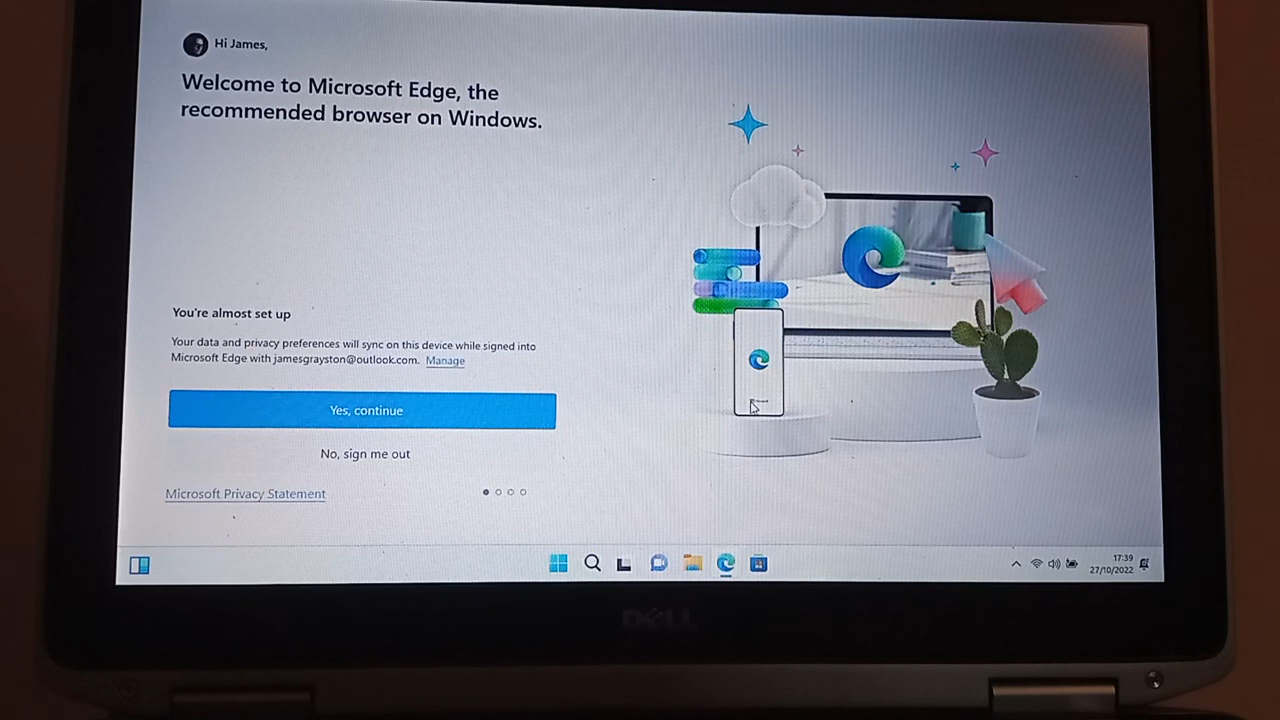 Hi James,
Welcome to Microsoft Edge, the
recommended browser on Windows.
You're almost set up
Your data and privacy preferences will sync on this device while signed into
Microsoft Edge with jamesgrayston@outlook.com. Manage
Yes, continue
No, sign me out
Microsoft Privacy Statement
17:39
27/10/2022
DELL